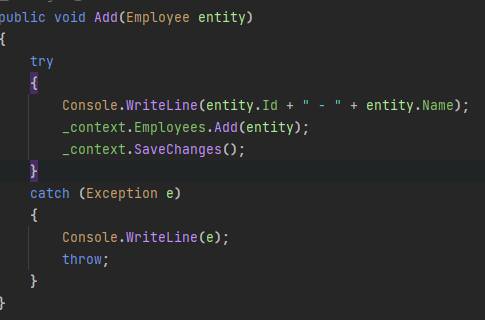 public void Add(Employee entity)
{
    try
    {
        Console.WriteLine(entity.Id + " - " + entity.Name);
        _context.Employees.Add(entity);
        _context.SaveChanges();
    }
    catch (Exception e)
    {
        Console.WriteLine(e);
        throw;
    }
}